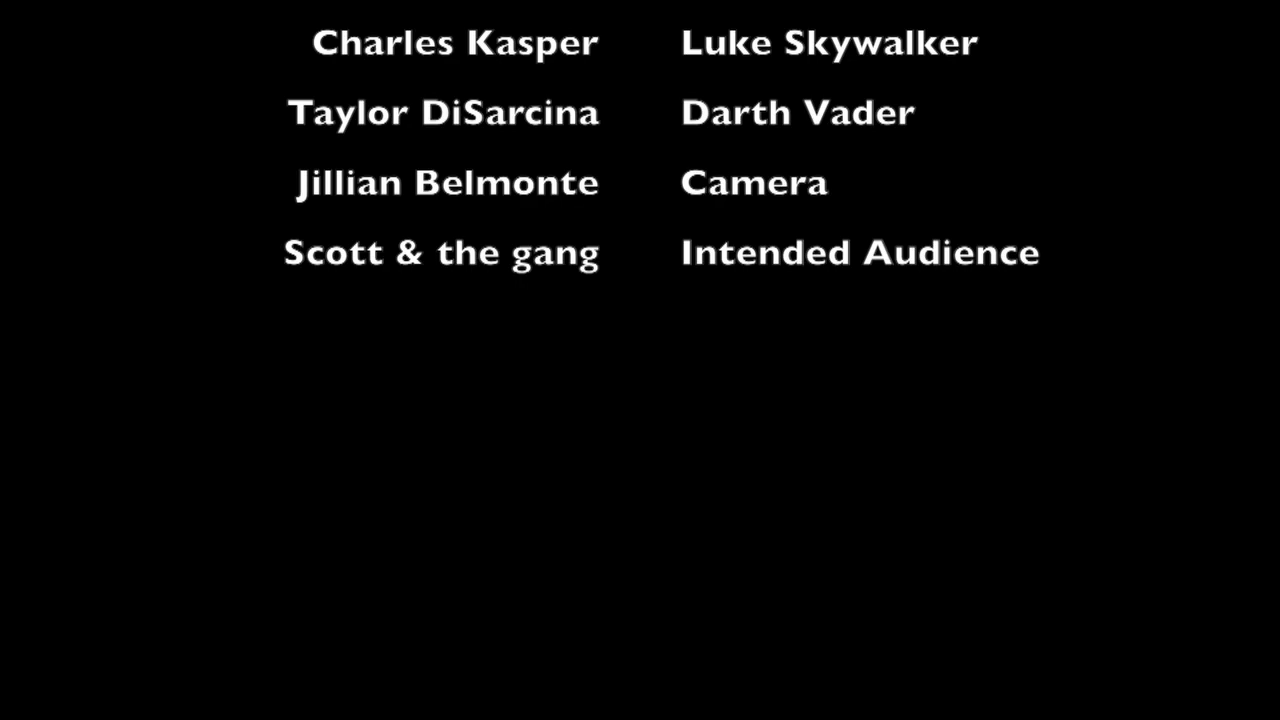 Charles Kasper Luke Skywalker
Taylor DiSarcina Darth Vader
Jillian Belmonte Camera
Scott & the gang Intended Audience